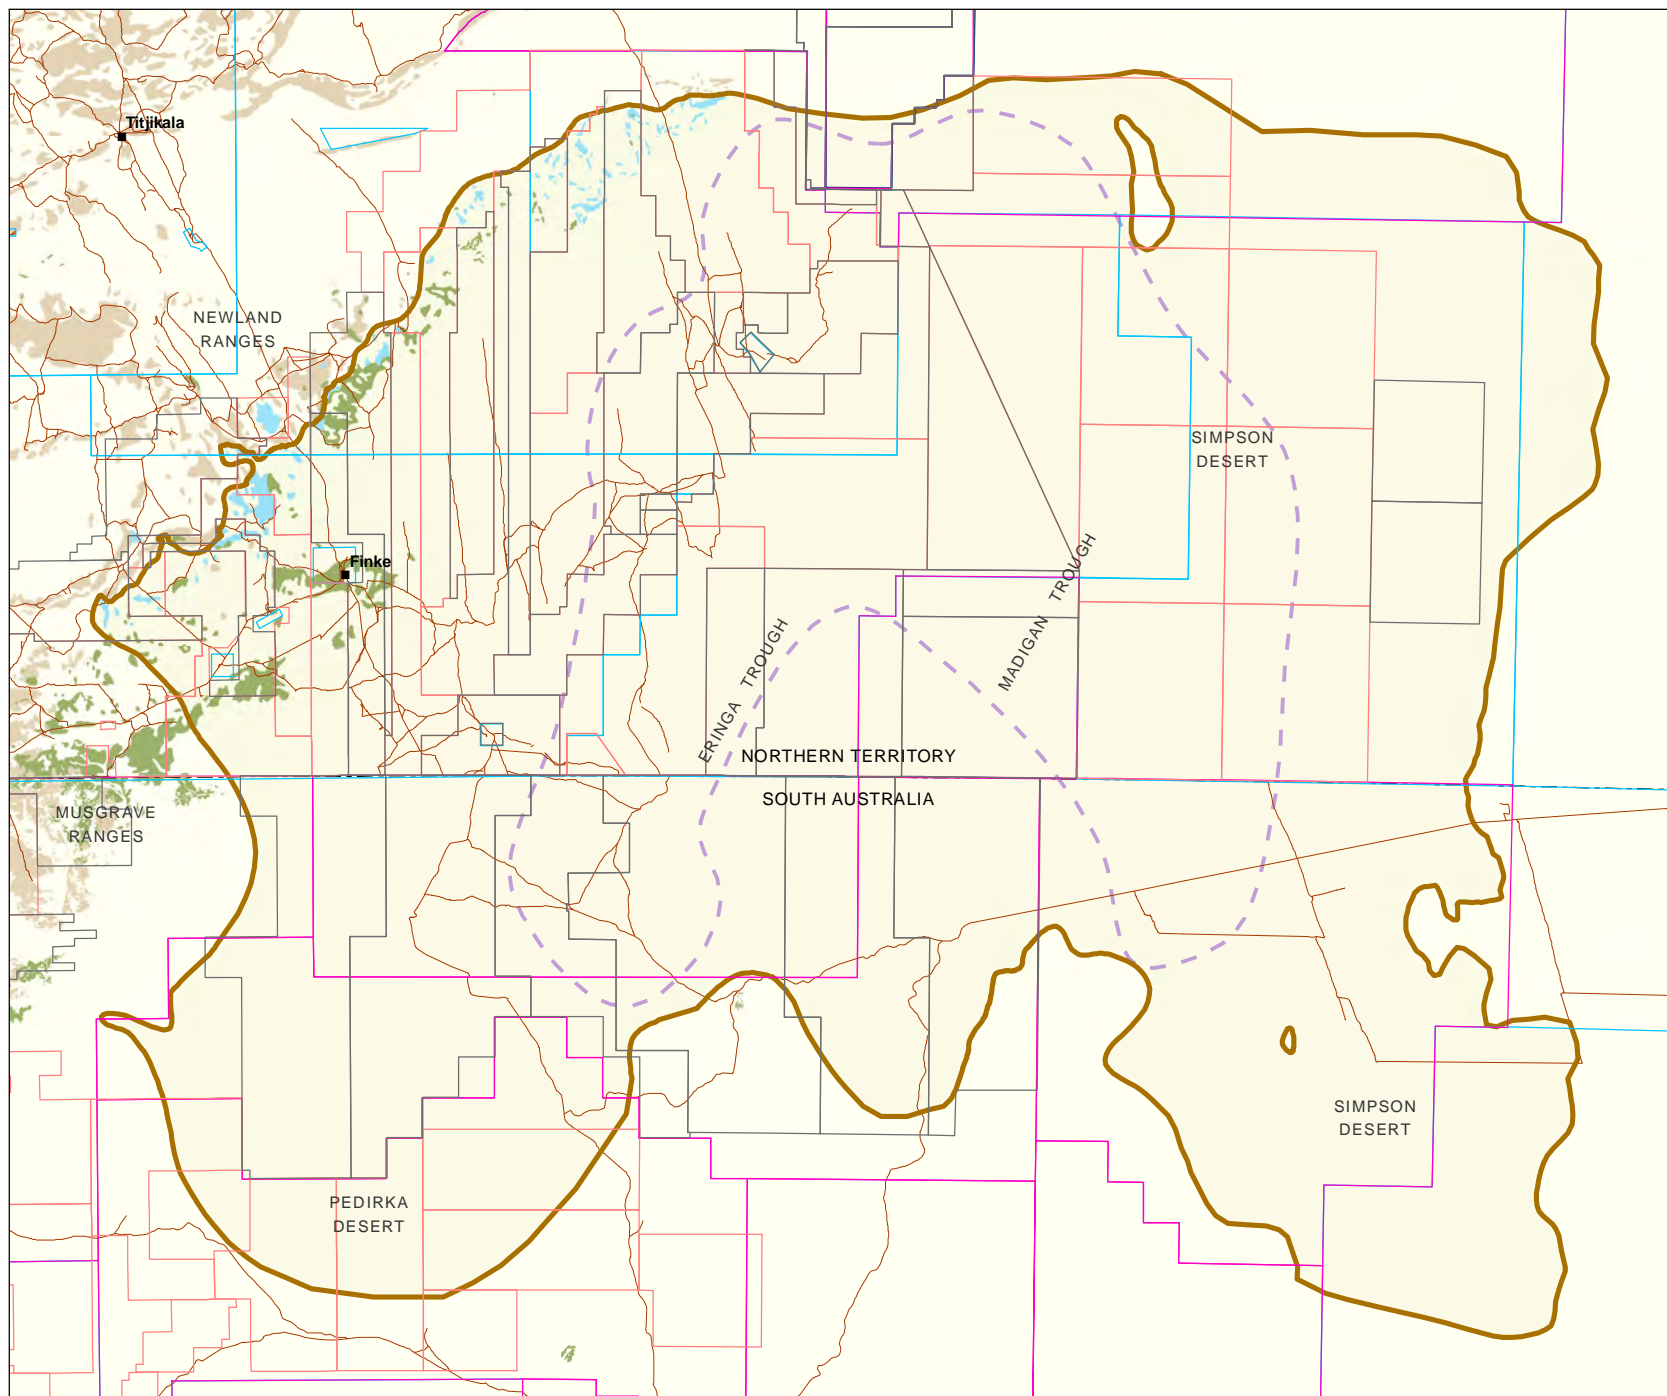 Titjikala
NEWLAND
RANGES
SIMPSON
DESERT
Finke
MADIGAN TROUGH
ERINGA TROUGH
NORTHERN TERRITORY
SOUTH AUSTRALIA
MUSGRAVE
RANGES
SIMPSON
DESERT
PEDIRKA
DESERT